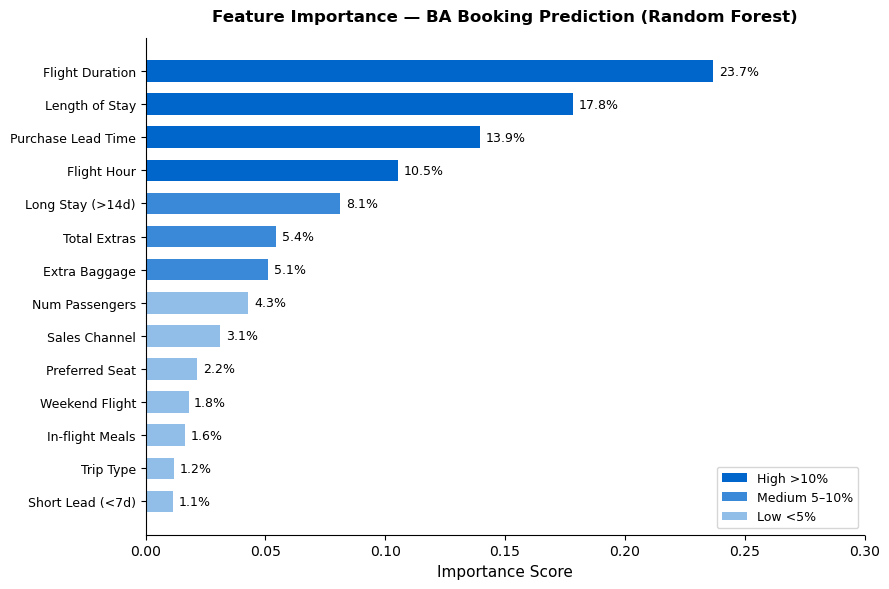 Feature Importance — BA Booking Prediction (Random Forest)
Flight Duration 23.7%
Length of Stay 17.8%
Purchase Lead Time 13.9%
Flight Hour 10.5%
Long Stay (>14d) 8.1%
Total Extras 5.4%
Extra Baggage 5.1%
Num Passengers 4.3%
Sales Channel 3.1%
Preferred Seat 2.2%
Weekend Flight 1.8%
In-flight Meals 1.6%
Trip Type 1.2%
Short Lead (<7d) 1.1%
High >10%
Medium 5–10%
Low <5%
0.00 0.05 0.10 0.15 0.20 0.25 0.30
Importance Score